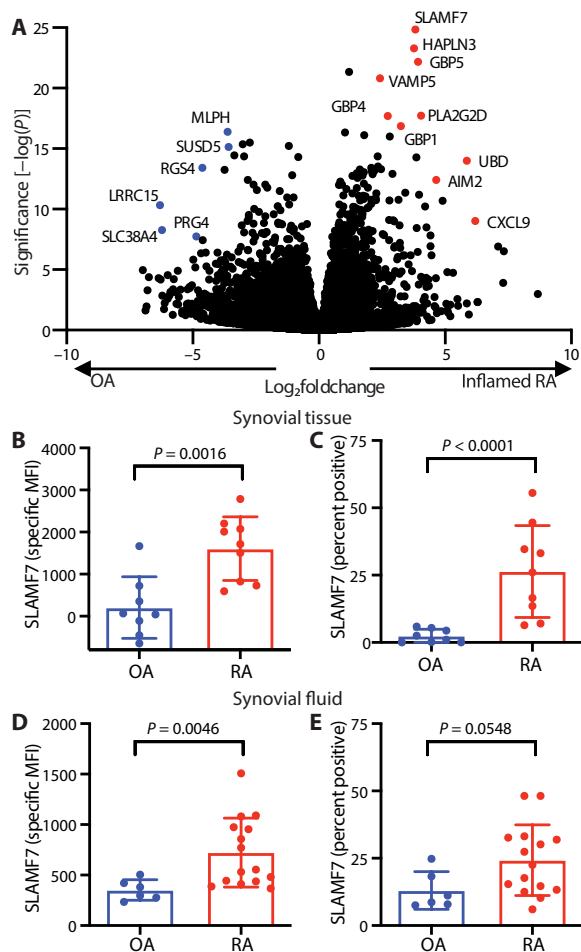 A
Significance [−log(P)]
25
20
15
10
5
0
−10
−5
0
5
10
SLAMF7
HAPLN3
GBP5
VAMP5
GBP4
PLA2G2D
GBP1
UBD
AIM2
CXCL9
MLPH
SUSD5
RGS4
LRRC15
SLC38A4
PRG4
OA
Log₂foldchange
Inflamed RA
Synovial tissue
B
SLAMF7 (specific MFI)
4000
3000
2000
1000
0
P = 0.0016
OA
RA
C
SLAMF7 (percent positive)
75
50
25
0
P < 0.0001
OA
RA
Synovial fluid
D
SLAMF7 (specific MFI)
2000
1500
1000
500
0
P = 0.0046
OA
RA
E
SLAMF7 (percent positive)
75
50
25
0
P = 0.0548
OA
RA